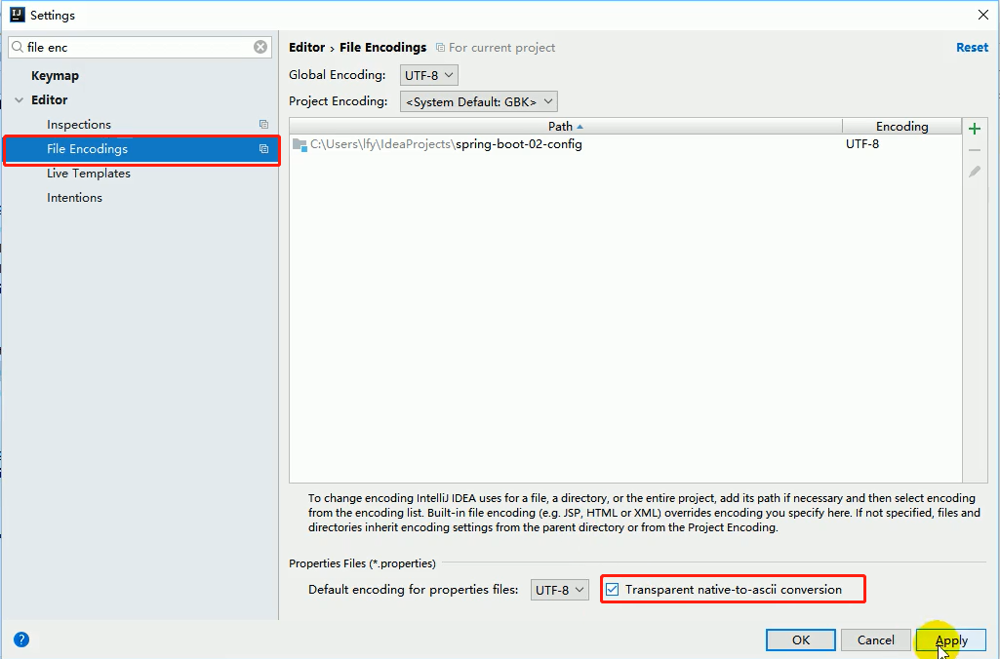 Settings
file enc
Keymap
Editor
Inspections
File Encodings
Live Templates
Intentions
Editor › File Encodings For current project Reset
Global Encoding: UTF-8
Project Encoding: <System Default: GBK>
Path Encoding
C:\Users\lfy\IdeaProjects\spring-boot-02-config UTF-8
To change encoding IntelliJ IDEA uses for a file, a directory, or the entire project, add its path if necessary and then select encoding
from the encoding list. Built-in file encoding (e.g. JSP, HTML or XML) overrides encoding you specify here. If not specified, files and
directories inherit encoding settings from the parent directory or from the Project Encoding.
Properties Files (*.properties)
Default encoding for properties files: UTF-8 Transparent native-to-ascii conversion
? OK Cancel Apply